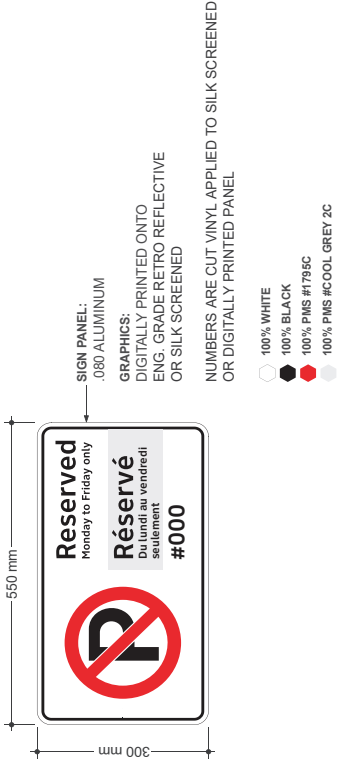 550 mm
300 mm
P
Reserved
Monday to Friday only
Réservé
Du lundi au vendredi
seulement
#000
SIGN PANEL:
.080 ALUMINUM
GRAPHICS:
DIGITALLY PRINTED ONTO
ENG. GRADE RETRO REFLECTIVE
OR SILK SCREENED
NUMBERS ARE CUT VINYL APPLIED TO SILK SCREENED
OR DIGITALLY PRINTED PANEL
100% WHITE
100% BLACK
100% PMS #1795C
100% PMS #COOL GREY 2C